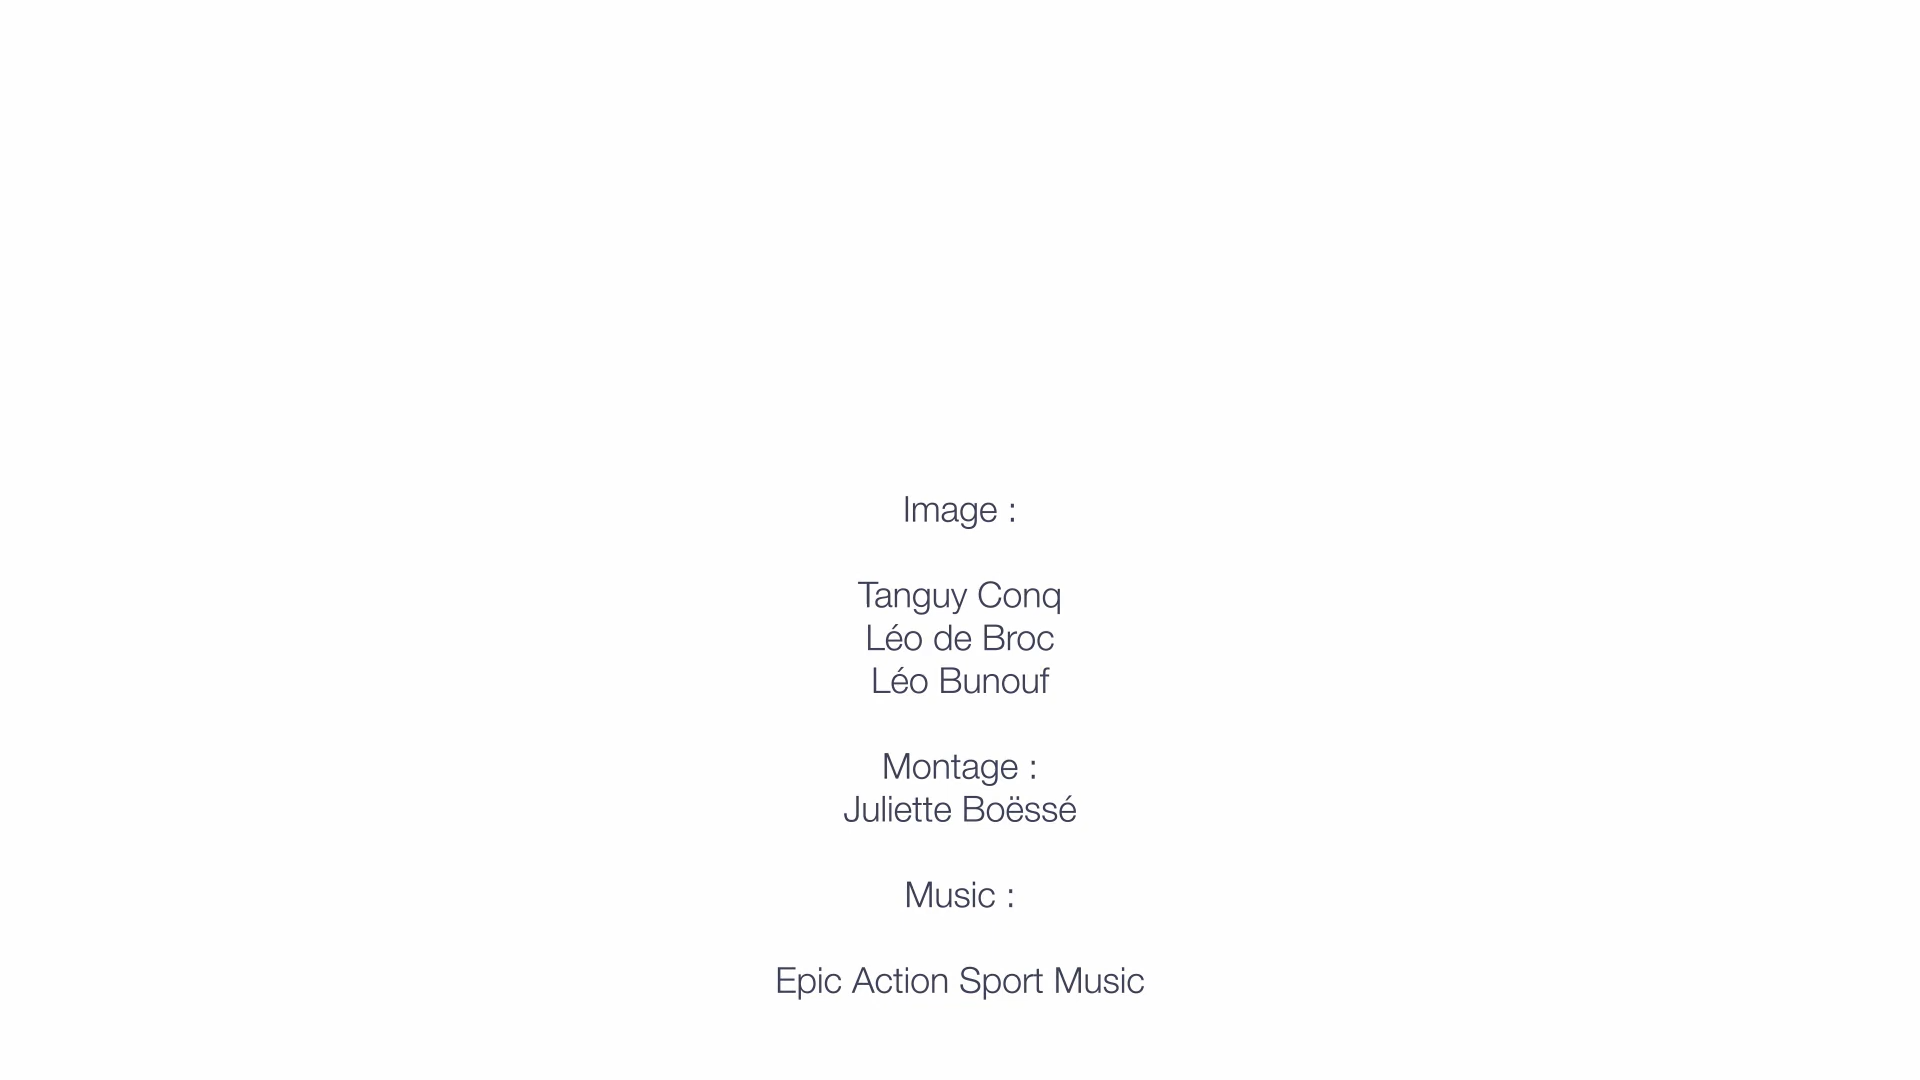 Image :
Tanguy Conq
Léo de Broc
Léo Bunouf
Montage :
Juliette Boëssé
Music :
Epic Action Sport Music